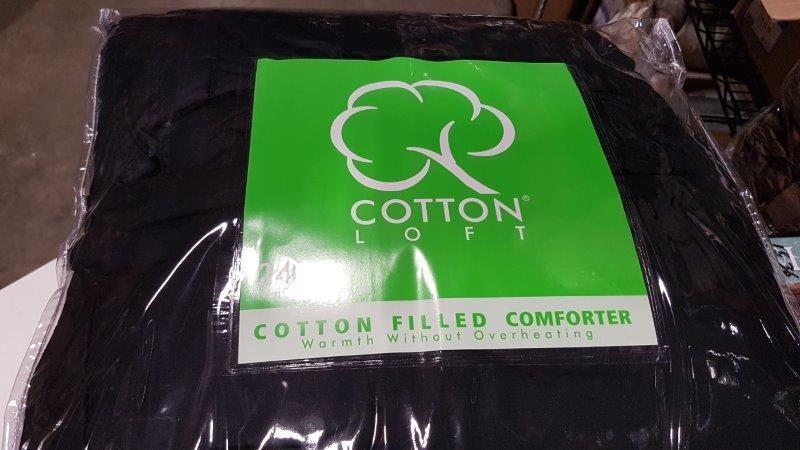 COTTON®
LOFT
COTTON FILLED COMFORTER
Warmth Without Overheating